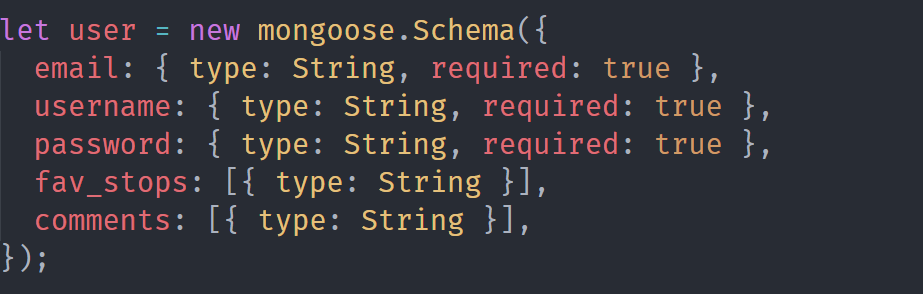 let user = new mongoose.Schema({
  email: { type: String, required: true },
  username: { type: String, required: true },
  password: { type: String, required: true },
  fav_stops: [{ type: String }],
  comments: [{ type: String }],
});